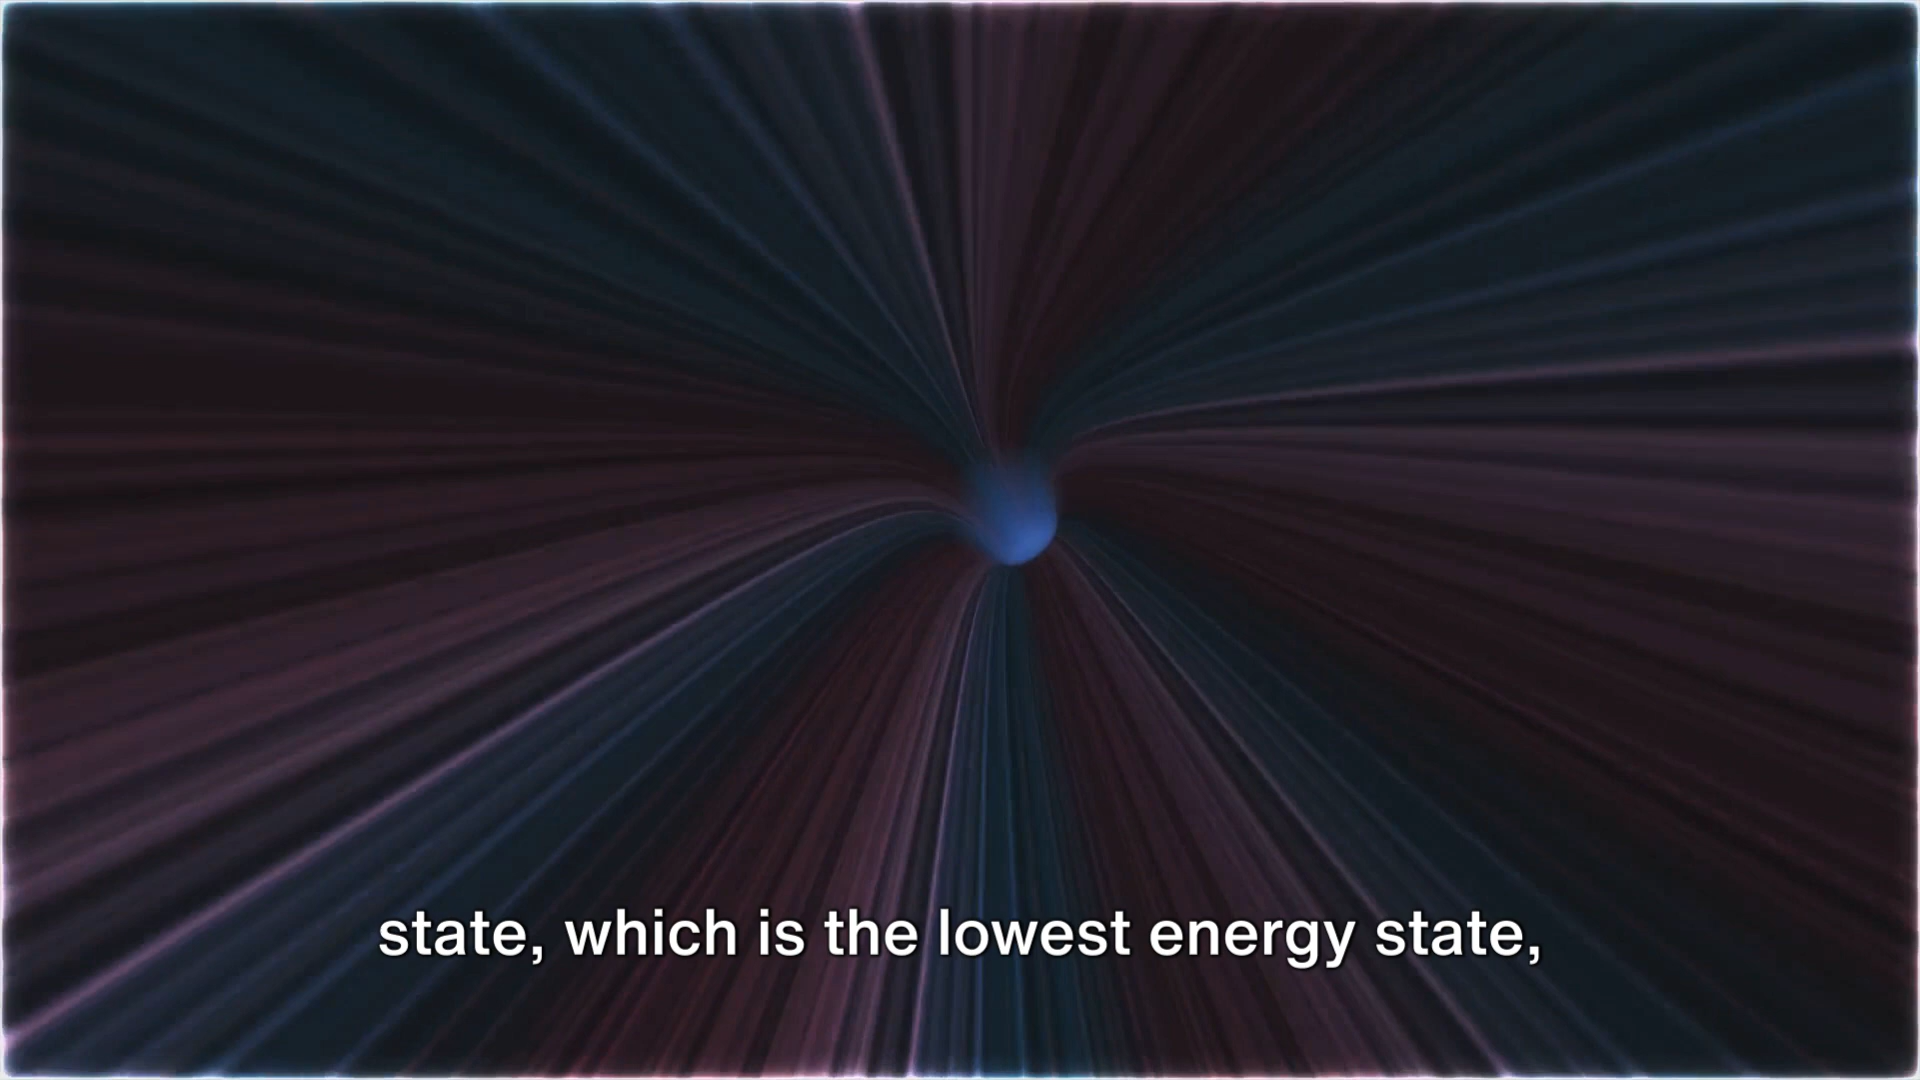 state, which is the lowest energy state,